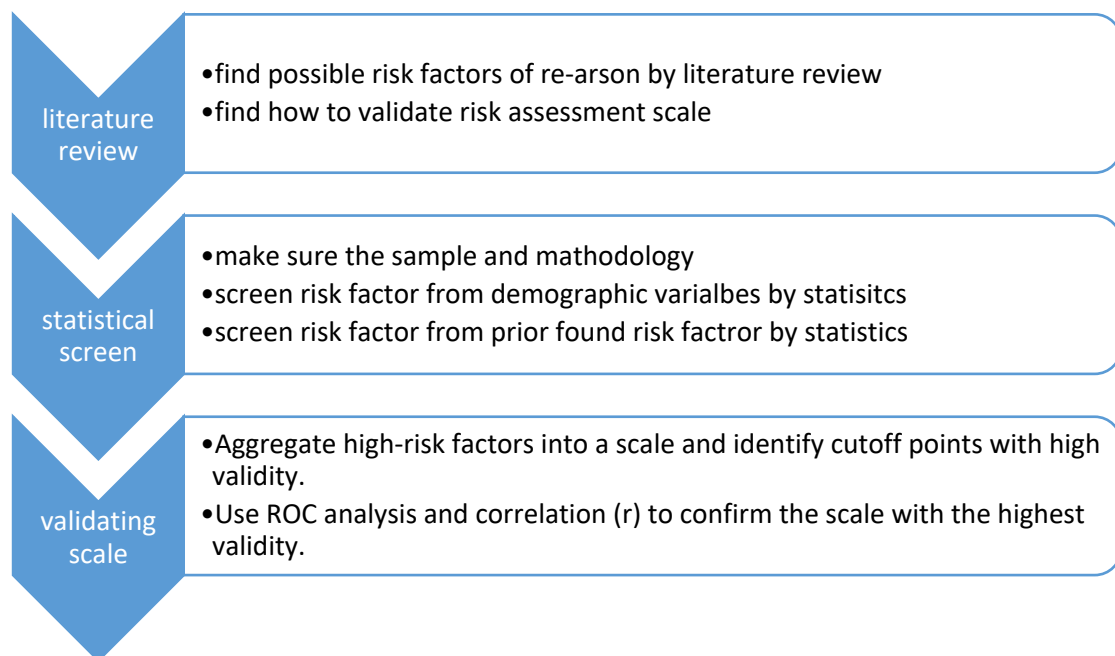 literature
review
•find possible risk factors of re-arson by literature review
•find how to validate risk assessment scale
statistical
screen
•make sure the sample and mathodology
•screen risk factor from demographic varialbes by statisitcs
•screen risk factor from prior found risk factror by statistics
validating
scale
•Aggregate high-risk factors into a scale and identify cutoff points with high
validity.
•Use ROC analysis and correlation (r) to confirm the scale with the highest
validity.